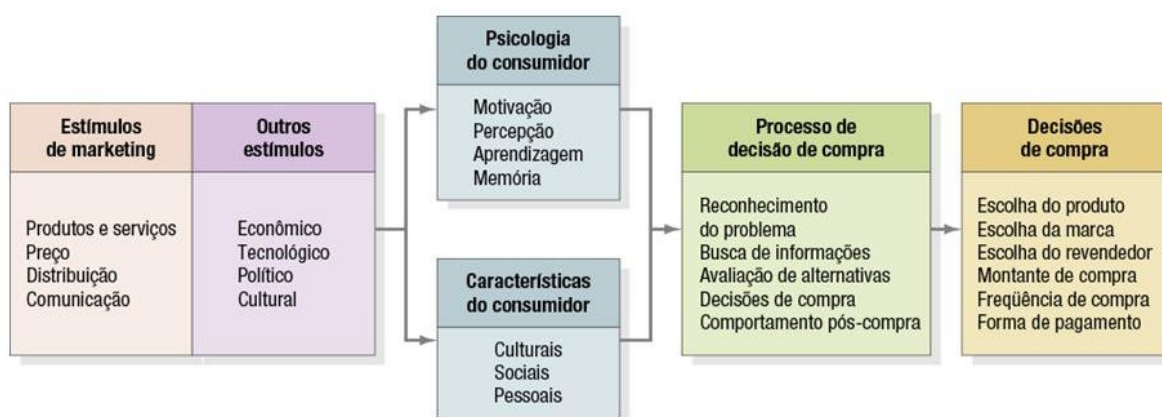 Estímulos
de marketing
Produtos e serviços
Preço
Distribuição
Comunicação
Outros
estímulos
Econômico
Tecnológico
Político
Cultural
Psicologia
do consumidor
Motivação
Percepção
Aprendizagem
Memória
Características
do consumidor
Culturais
Sociais
Pessoais
Processo de
decisão de compra
Reconhecimento
do problema
Busca de informações
Avaliação de alternativas
Decisões de compra
Comportamento pós-compra
Decisões
de compra
Escolha do produto
Escolha da marca
Escolha do revendedor
Montante de compra
Freqüência de compra
Forma de pagamento